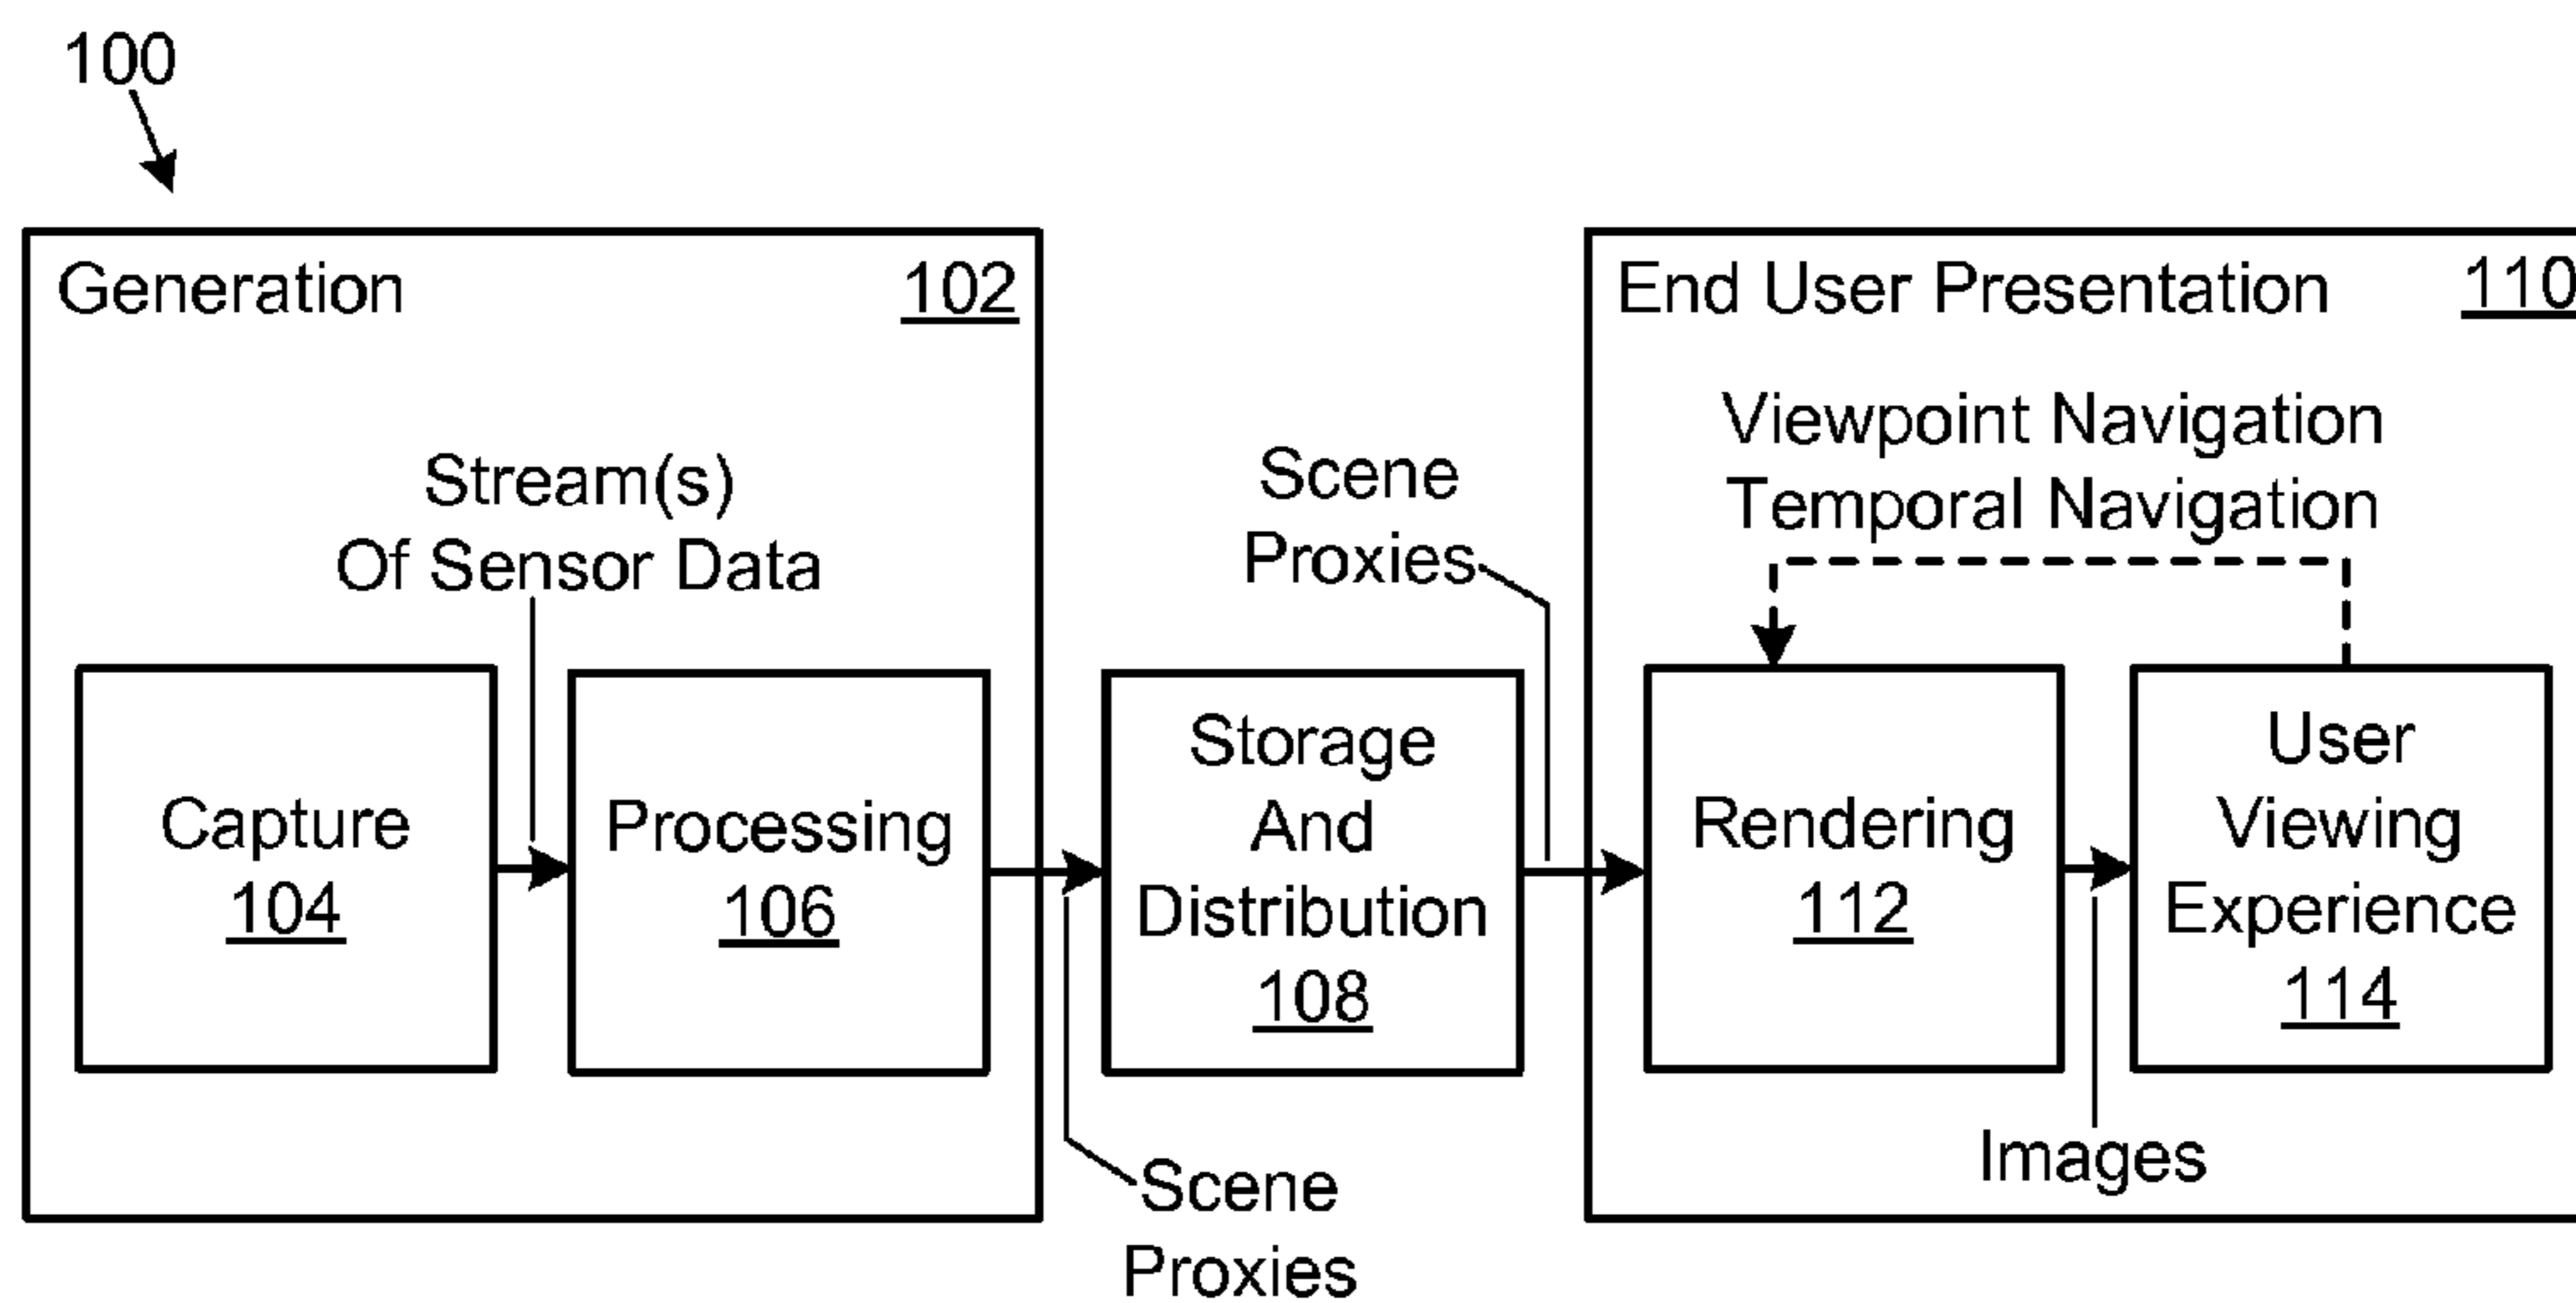 100
Generation 102
Stream(s)
Of Sensor Data
Capture
104
Processing
106
Scene
Proxies
Storage
And
Distribution
108
Scene
Proxies
End User Presentation 110
Viewpoint Navigation
Temporal Navigation
Rendering
112
Images
User
Viewing
Experience
114